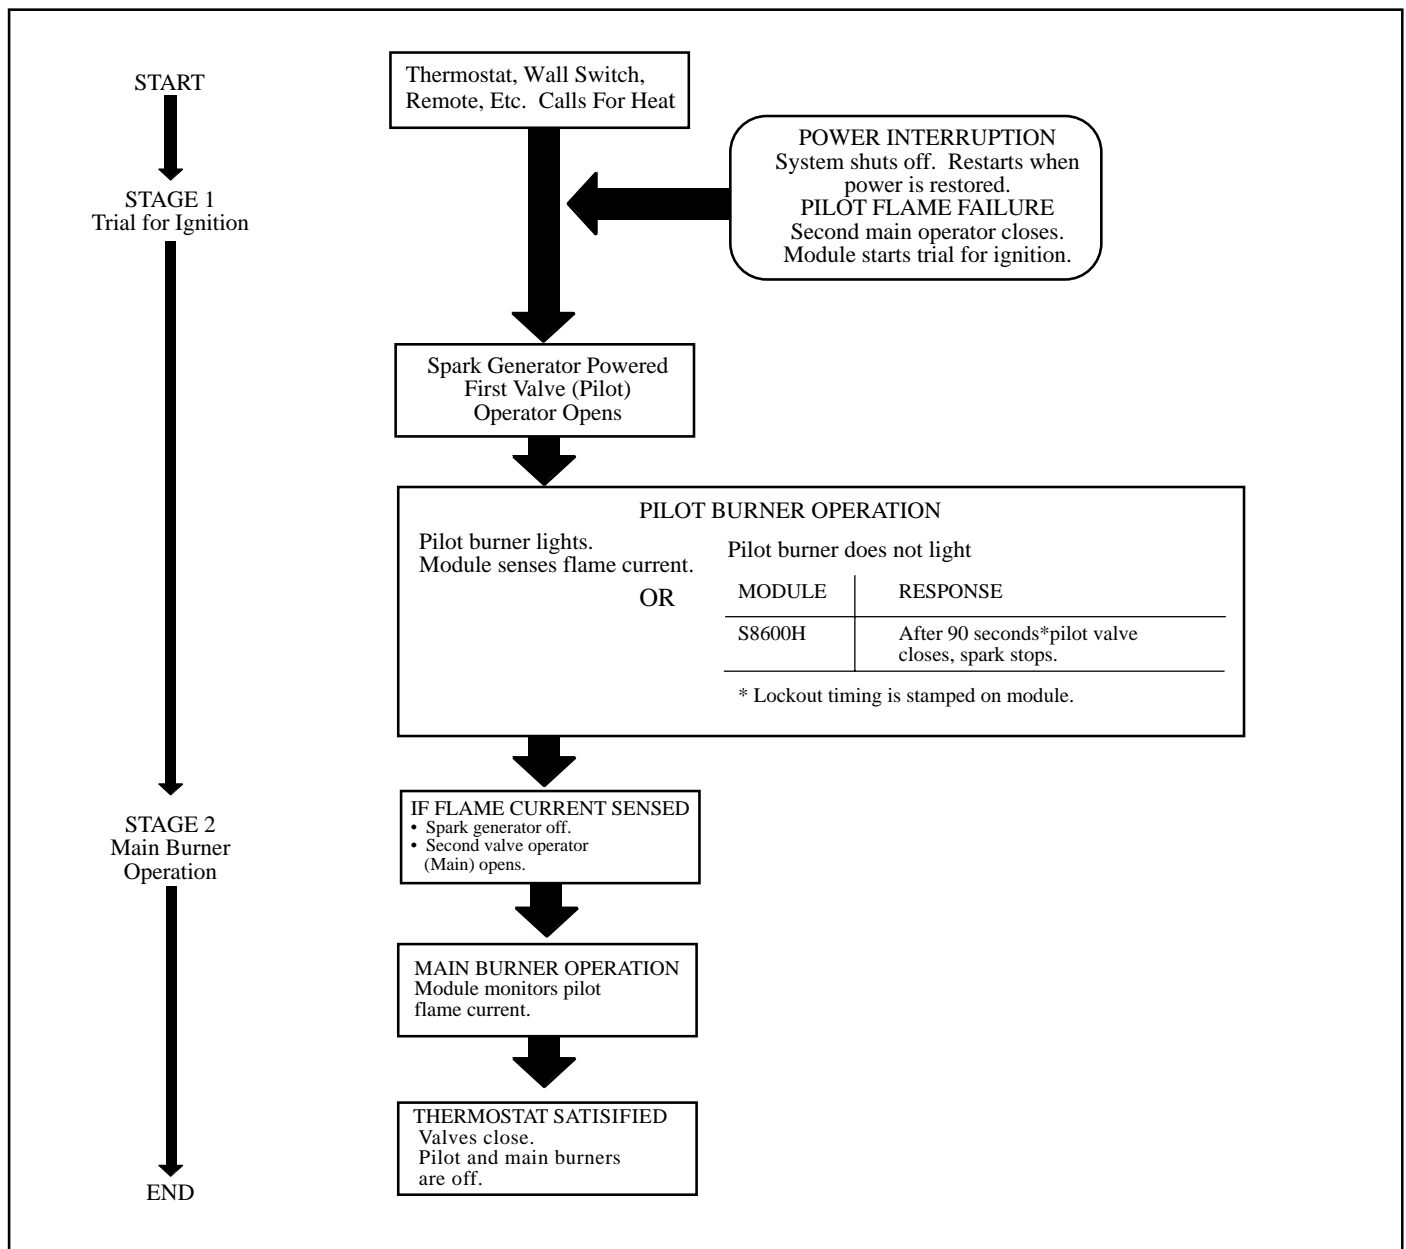 START
STAGE 1
Trial for Ignition
STAGE 2
Main Burner
Operation
END
Thermostat, Wall Switch,
Remote, Etc. Calls For Heat
POWER INTERRUPTION
System shuts off. Restarts when
power is restored.
PILOT FLAME FAILURE
Second main operator closes.
Module starts trial for ignition.
Spark Generator Powered
First Valve (Pilot)
Operator Opens
PILOT BURNER OPERATION
Pilot burner lights.
Module senses flame current.
OR
Pilot burner does not light
MODULE RESPONSE
S8600H After 90 seconds*pilot valve
closes, spark stops.
* Lockout timing is stamped on module.
IF FLAME CURRENT SENSED
• Spark generator off.
• Second valve operator
(Main) opens.
MAIN BURNER OPERATION
Module monitors pilot
flame current.
THERMOSTAT SATISIFIED
Valves close.
Pilot and main burners
are off.